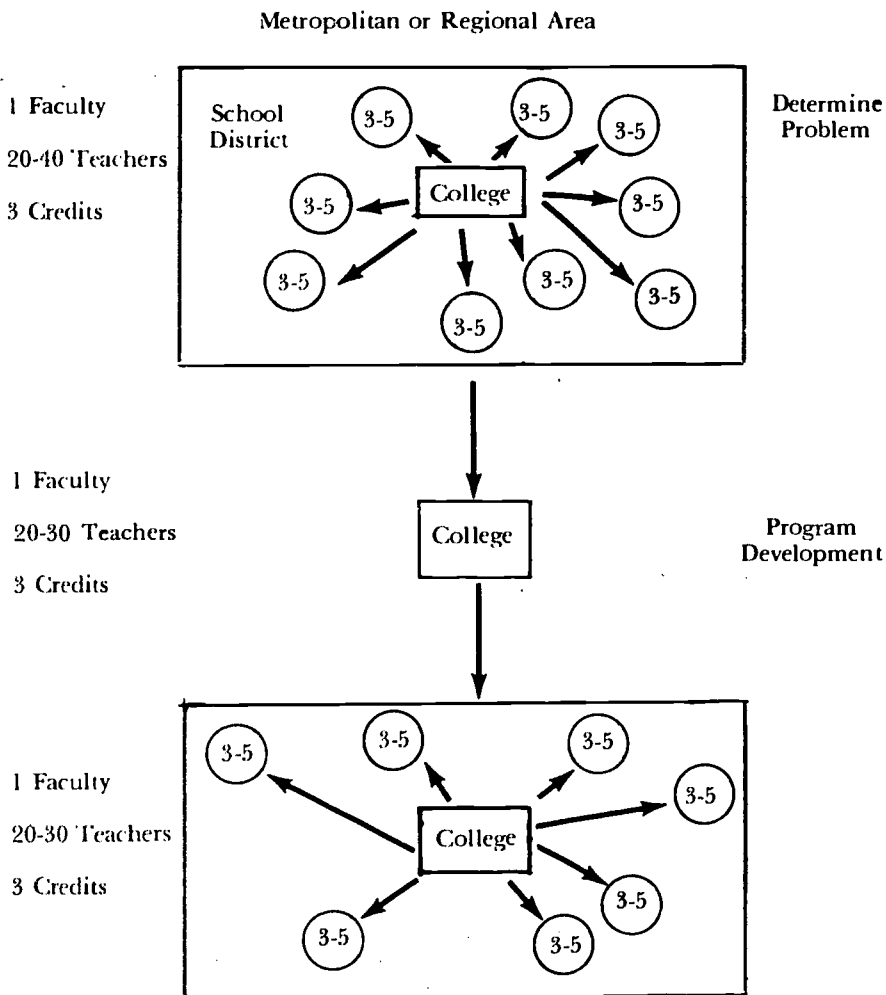 Metropolitan or Regional Area
1 Faculty
20-40 Teachers
3 Credits
School
District
Determine
Problem
3-5
3-5
3-5
College
3-5
3-5
3-5
3-5
3-5
3-5
1 Faculty
20-30 Teachers
3 Credits
College
Program
Development
1 Faculty
20-30 Teachers
3 Credits
3-5
3-5
3-5
3-5
College
3-5
3-5
3-5